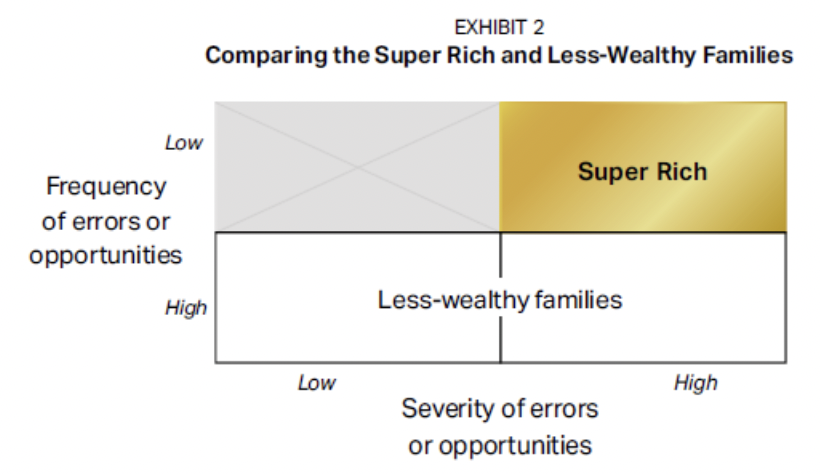 EXHIBIT 2
Comparing the Super Rich and Less-Wealthy Families
Low
Super Rich
Frequency
of errors or
opportunities
Less-wealthy families
High
Low
High
Severity of errors
or opportunities